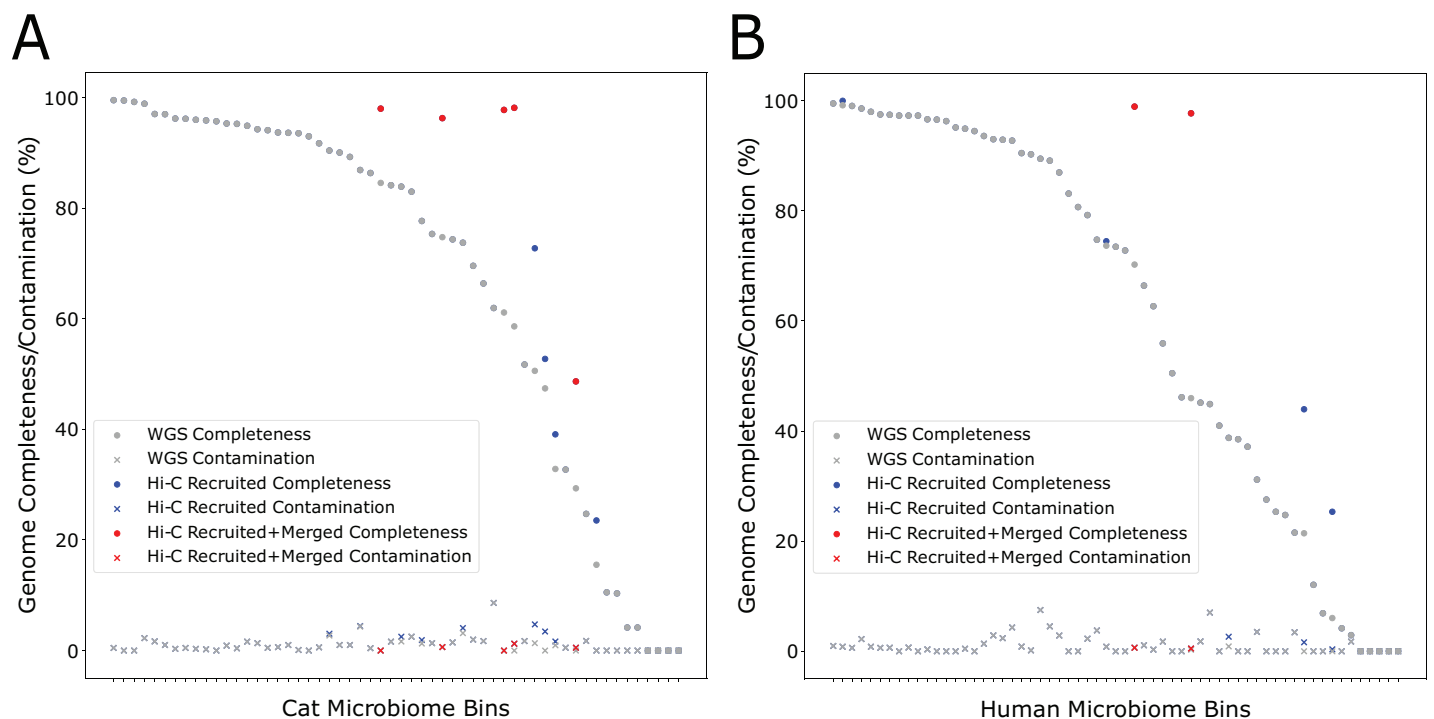 A
Genome Completeness/Contamination (%)
100
80
60
40
20
0
WGS Completeness
WGS Contamination
Hi-C Recruited Completeness
Hi-C Recruited Contamination
Hi-C Recruited+Merged Completeness
Hi-C Recruited+Merged Contamination
Cat Microbiome Bins
B
Genome Completeness/Contamination (%)
100
80
60
40
20
0
WGS Completeness
WGS Contamination
Hi-C Recruited Completeness
Hi-C Recruited Contamination
Hi-C Recruited+Merged Completeness
Hi-C Recruited+Merged Contamination
Human Microbiome Bins